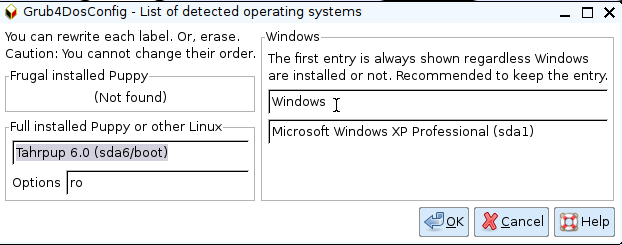 Grub4DosConfig - List of detected operating systems
You can rewrite each label. Or, erase.
Caution: You cannot change their order.
Frugal installed Puppy
(Not found)
Full installed Puppy or other Linux
Tahrpup 6.0 (sda6/boot)
Options ro
Windows
The first entry is always shown regardless Windows
are installed or not. Recommended to keep the entry.
Windows
Microsoft Windows XP Professional (sda1)
OK Cancel Help